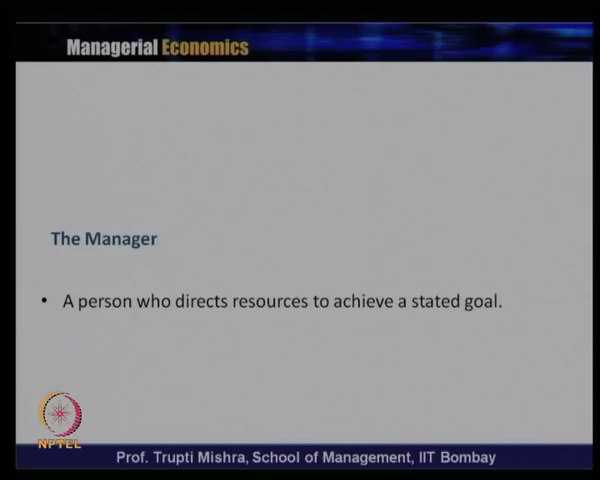 Managerial Economics
The Manager
• A person who directs resources to achieve a stated goal.
NPTEL
Prof. Trupti Mishra, School of Management, IIT Bombay